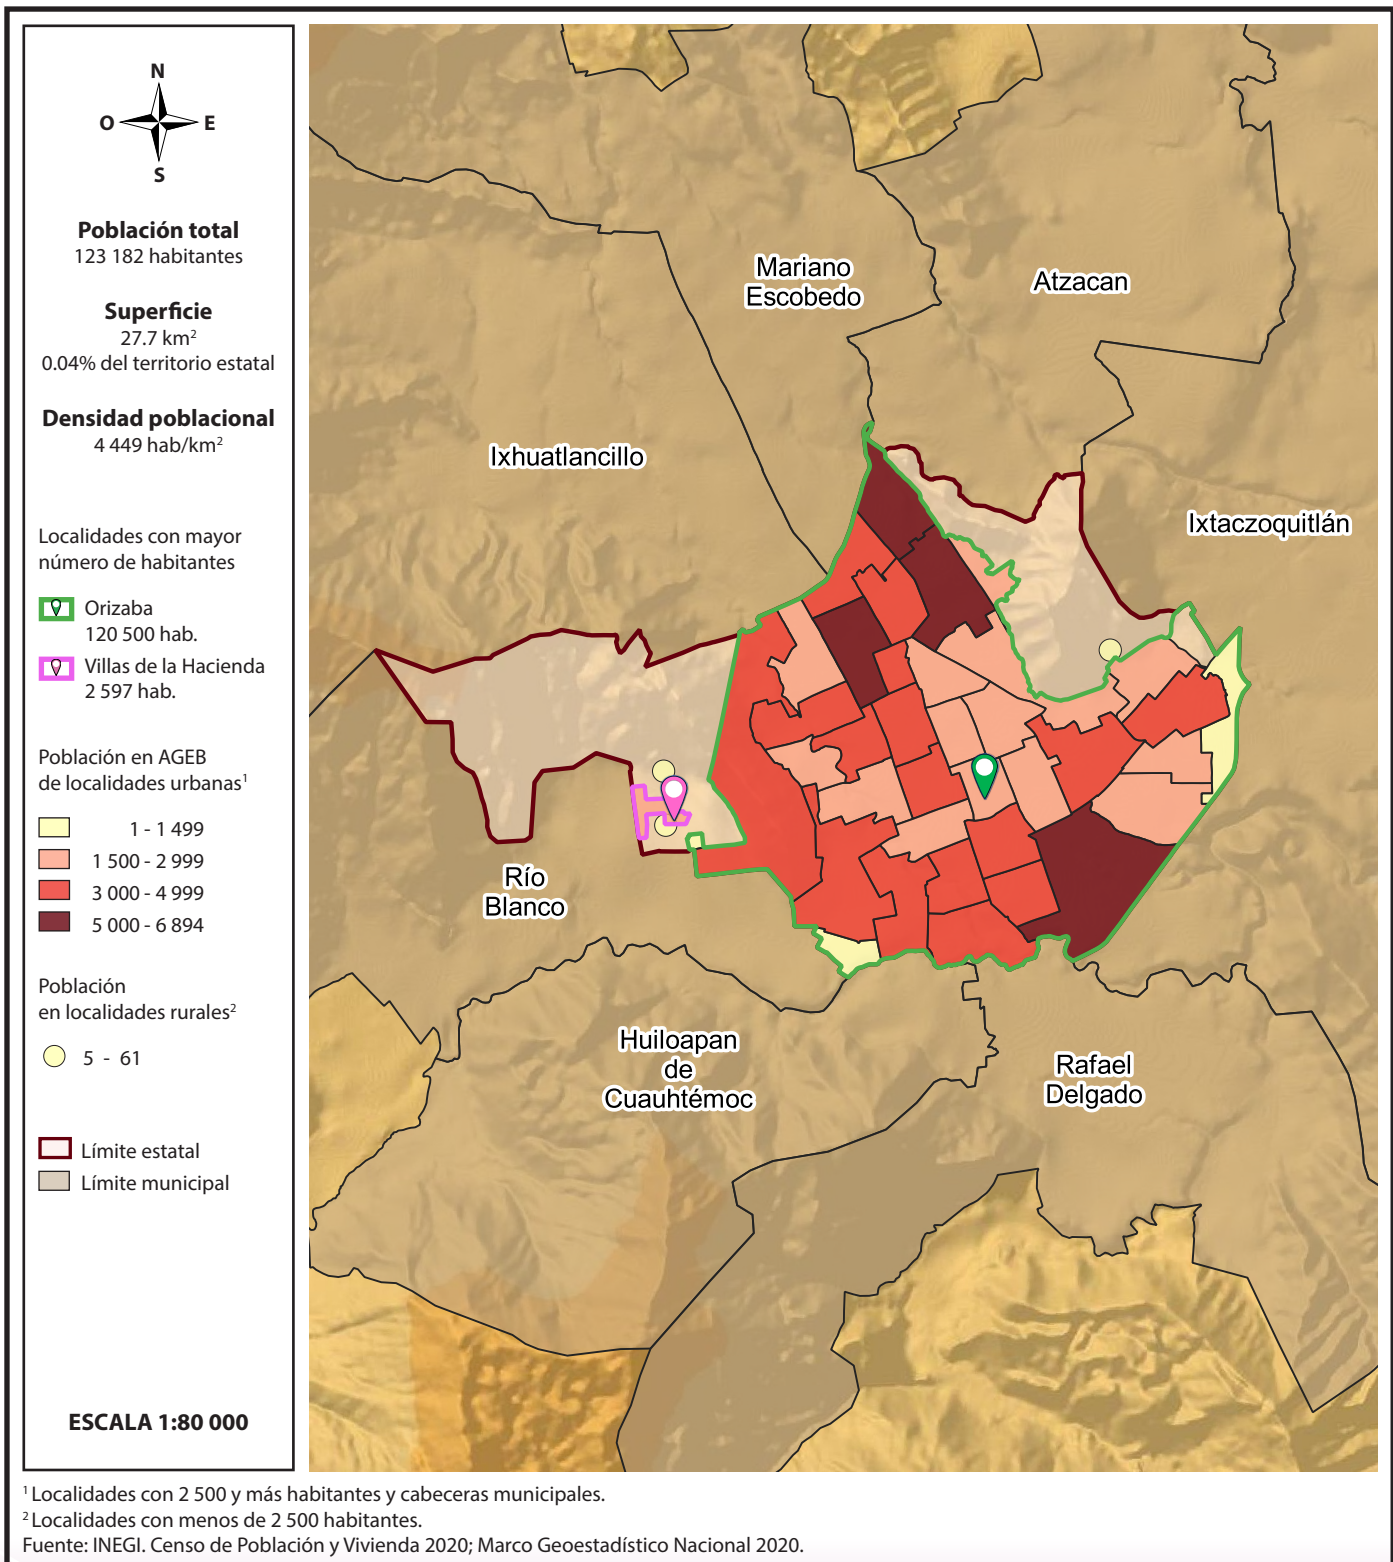 N
O E
S
Población total
123 182 habitantes
Superficie
27.7 km²
0.04% del territorio estatal
Densidad poblacional
4 449 hab/km²
Localidades con mayor
número de habitantes
Orizaba
120 500 hab.
Villas de la Hacienda
2 597 hab.
Población en AGEB
de localidades urbanas¹
1 - 1 499
1 500 - 2 999
3 000 - 4 999
5 000 - 6 894
Población
en localidades rurales²
5 - 61
Límite estatal
Límite municipal
ESCALA 1:80 000
Mariano
Escobedo
Atzacan
Ixhuatlancillo
Ixtaczoquitlán
Río
Blanco
Huiloapan
de
Cuauhtémoc
Rafael
Delgado
¹ Localidades con 2 500 y más habitantes y cabeceras municipales.
² Localidades con menos de 2 500 habitantes.
Fuente: INEGI. Censo de Población y Vivienda 2020; Marco Geoestadístico Nacional 2020.